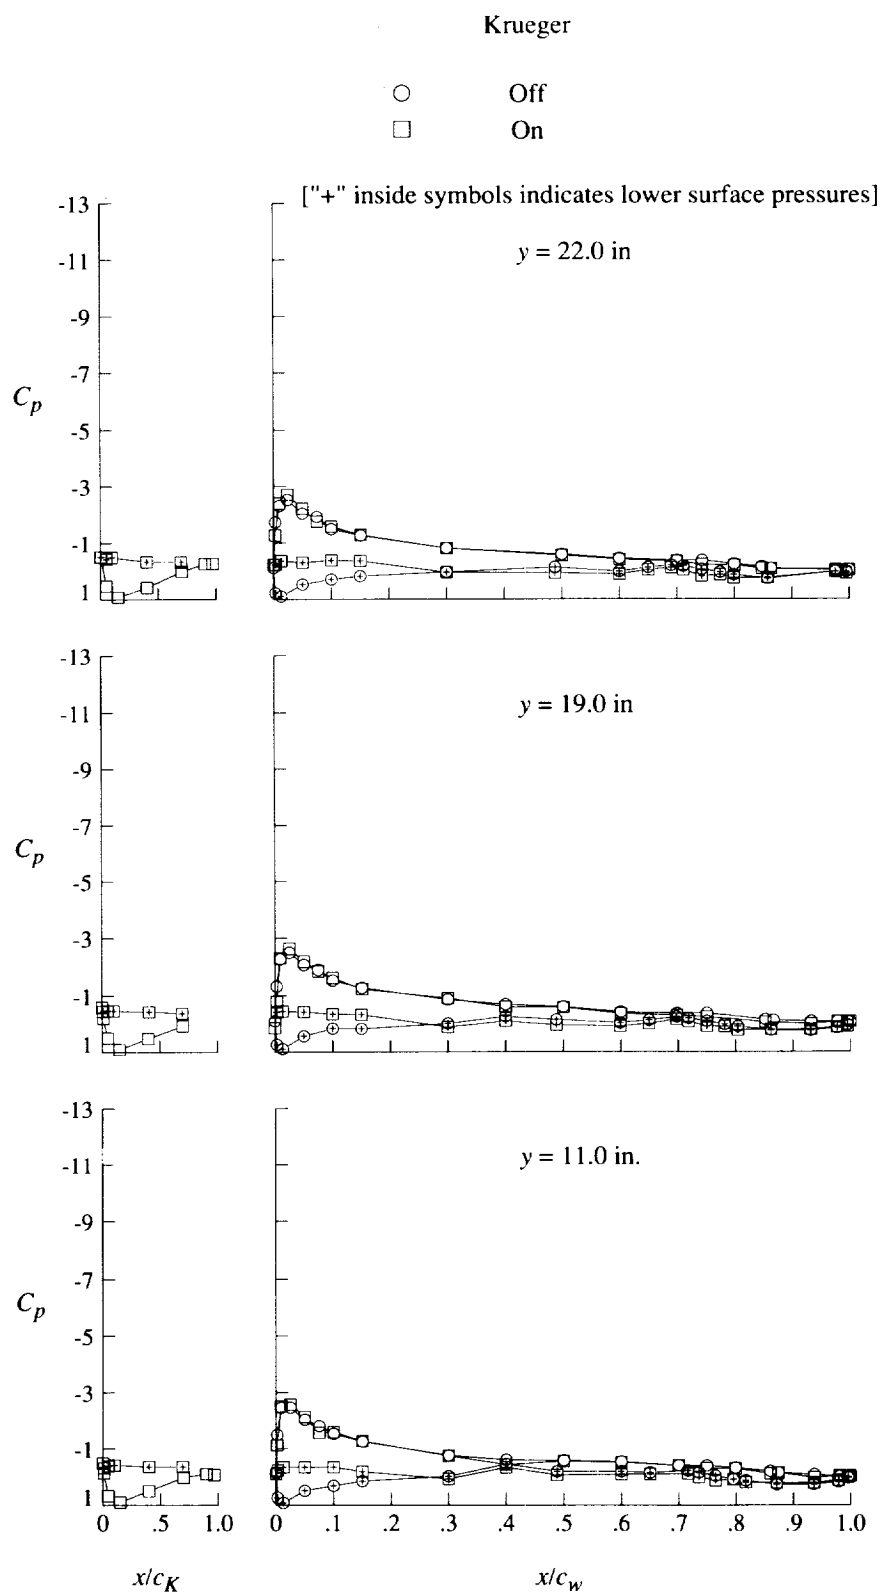 Krueger
Off
On
["+" inside symbols indicates lower surface pressures]
-13
-11
-9
-7
-5
-3
-1
1
C_p
y = 22.0 in
-13
-11
-9
-7
-5
-3
-1
1
C_p
y = 19.0 in
-13
-11
-9
-7
-5
-3
-1
1
C_p
y = 11.0 in.
0 .5 1.0
0 .1 .2 .3 .4 .5 .6 .7 .8 .9 1.0
x/c_K
x/c_w